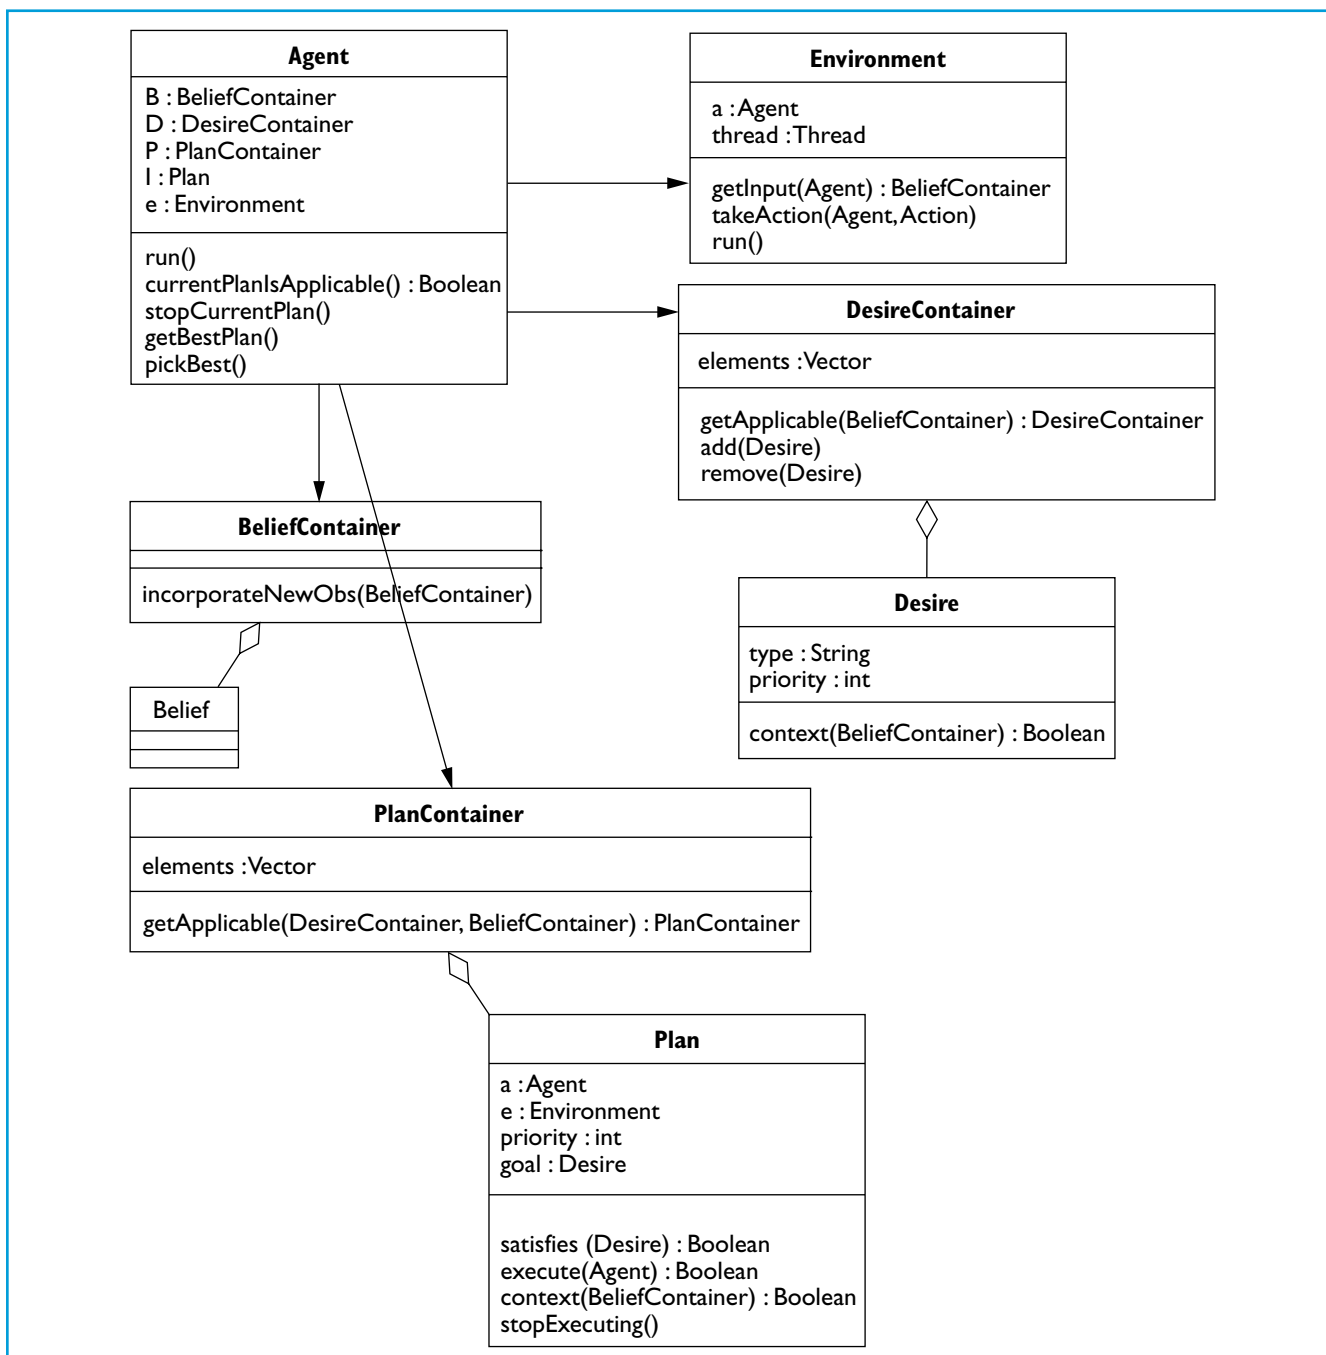 Agent
B : BeliefContainer
D : DesireContainer
P : PlanContainer
I : Plan
e : Environment
run()
currentPlanIsApplicable() : Boolean
stopCurrentPlan()
getBestPlan()
pickBest()
Environment
a : Agent
thread : Thread
getInput(Agent) : BeliefContainer
takeAction(Agent, Action)
run()
DesireContainer
elements : Vector
getApplicable(BeliefContainer) : DesireContainer
add(Desire)
remove(Desire)
BeliefContainer
incorporateNewObs(BeliefContainer)
Desire
type : String
priority : int
context(BeliefContainer) : Boolean
Belief
PlanContainer
elements : Vector
getApplicable(DesireContainer, BeliefContainer) : PlanContainer
Plan
a : Agent
e : Environment
priority : int
goal : Desire
satisfies (Desire) : Boolean
execute(Agent) : Boolean
context(BeliefContainer) : Boolean
stopExecuting()